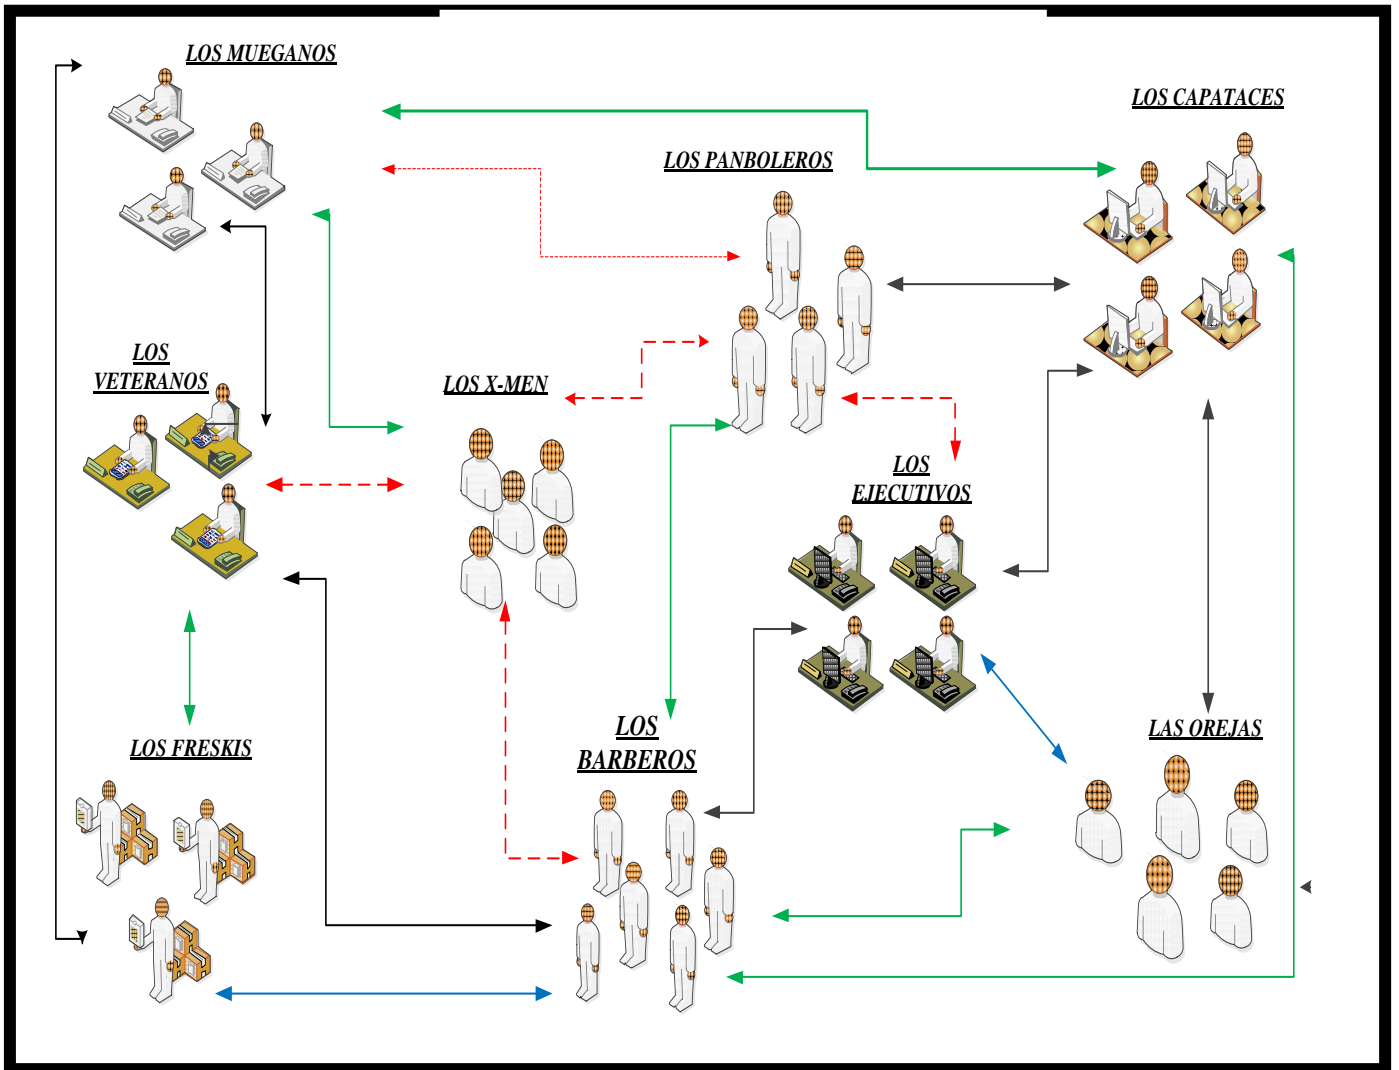 LOS MUEGANOS
LOS CAPATACES
LOS PANBOLEROS
LOS
VETERANOS
LOS X-MEN
LOS
EJECUTIVOS
LOS
BARBEROS
LAS OREJAS
LOS FRESKIS